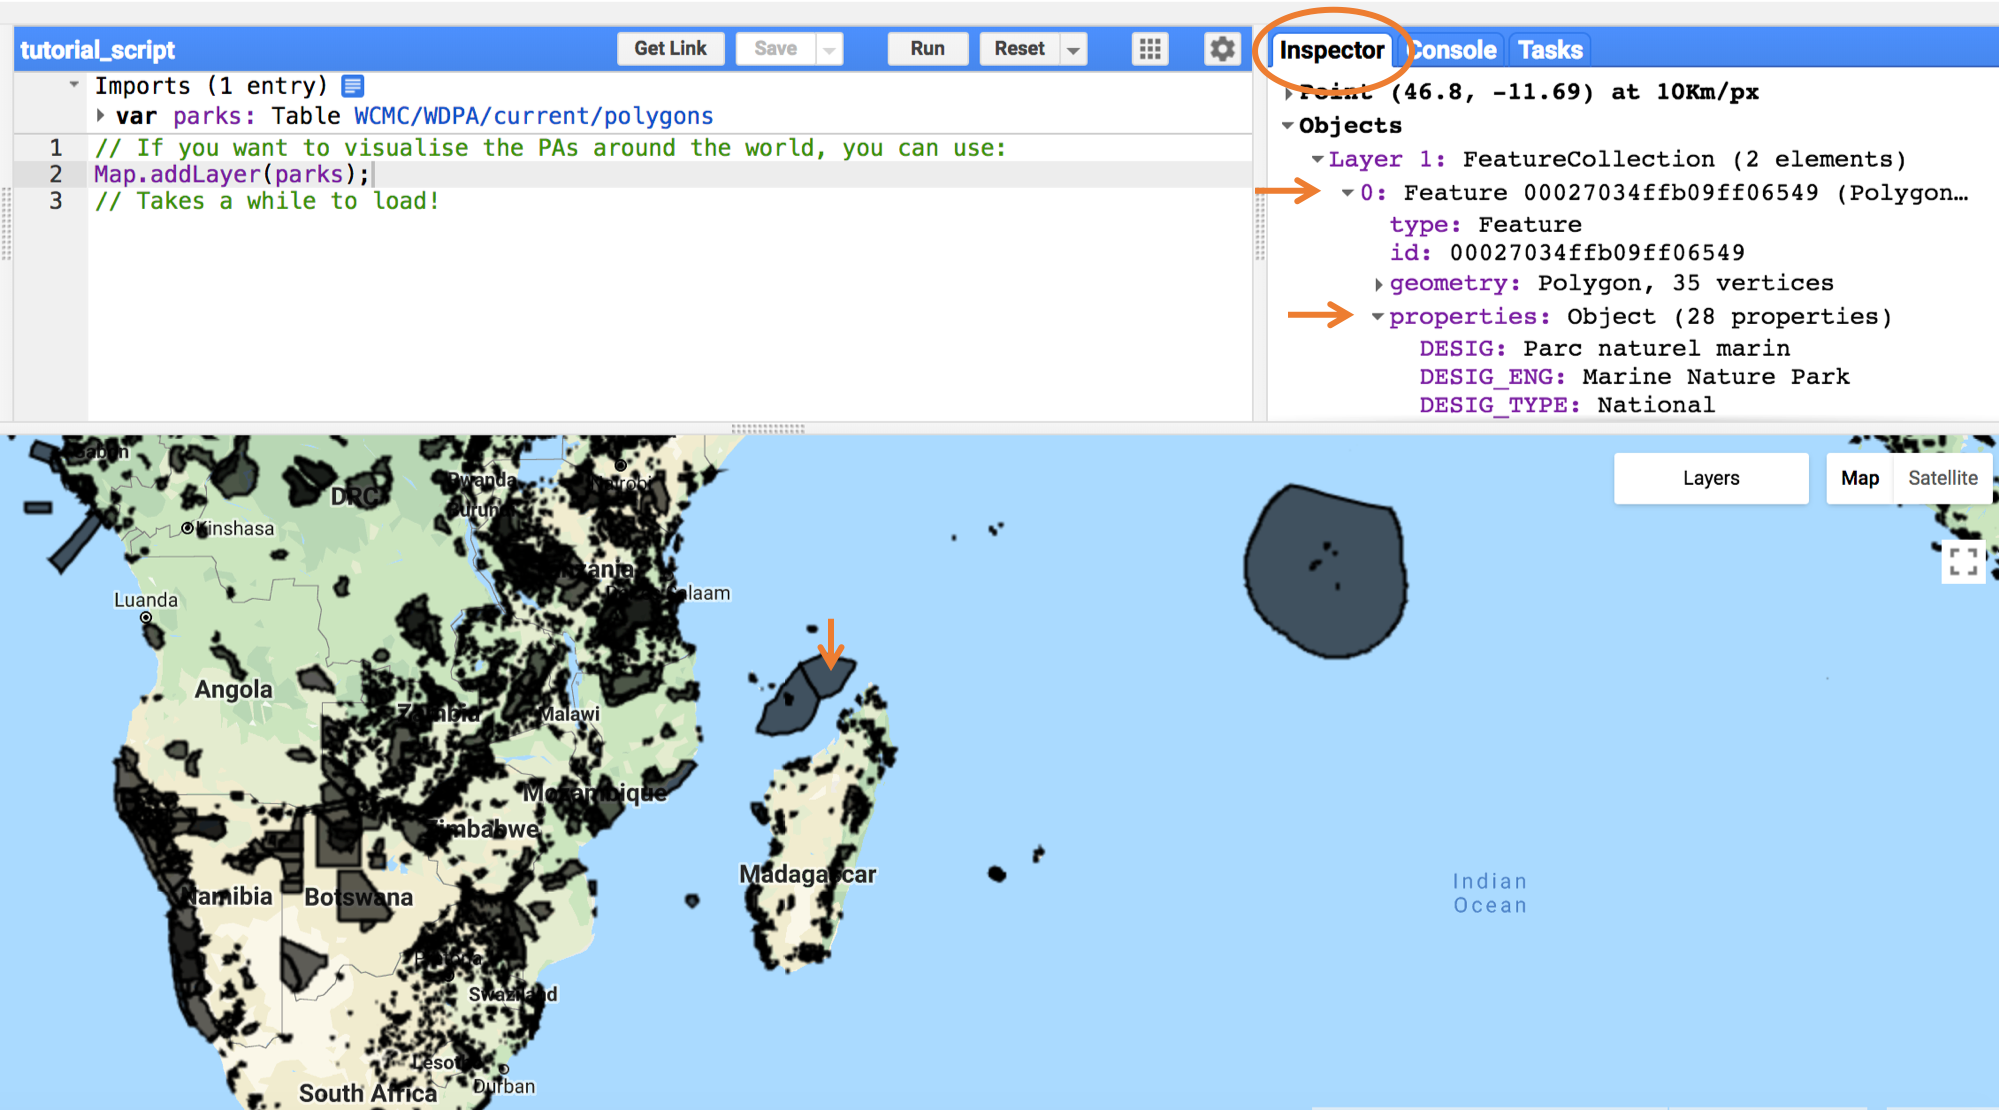 tutorial_script
Get Link
Save
Run
Reset
Inspector
Console
Tasks
Imports (1 entry)
var parks: Table WCMC/WDPA/current/polygons
1 // If you want to visualise the PAs around the world, you can use:
2 Map.addLayer(parks);
3 // Takes a while to load!
Point (46.8, -11.69) at 10Km/px
Objects
Layer 1: FeatureCollection (2 elements)
0: Feature 00027034ffb09ff06549 (Polygon…
type: Feature
id: 00027034ffb09ff06549
geometry: Polygon, 35 vertices
properties: Object (28 properties)
DESIG: Parc naturel marin
DESIG_ENG: Marine Nature Park
DESIG_TYPE: National
Layers
Map
Satellite
Gabon
DRC
Rwanda
Nairobi
Burundi
Kinshasa
Tanzania
Luanda
Salaam
Angola
Zambia
Malawi
Mozambique
Zimbabwe
Madagascar
Namibia
Botswana
Indian
Ocean
Pretoria
Swaziland
Lesotho
Durban
South Africa